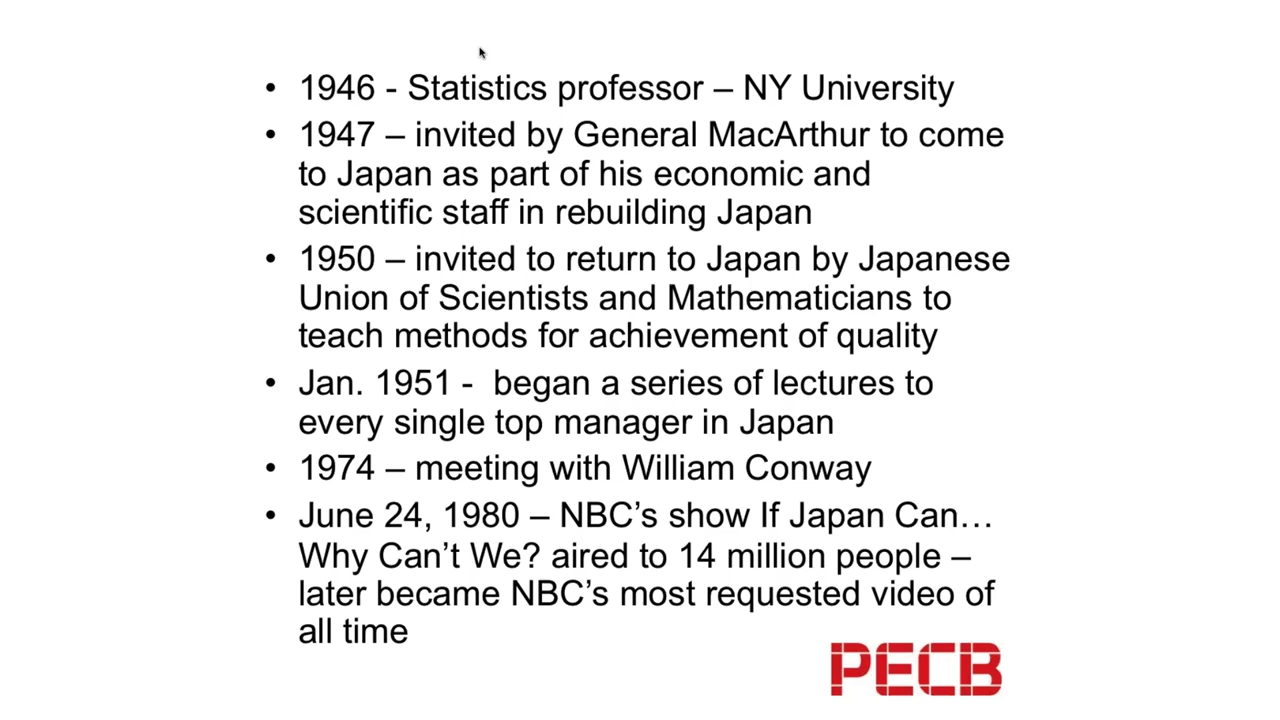 • 1946 - Statistics professor – NY University
• 1947 – invited by General MacArthur to come
to Japan as part of his economic and
scientific staff in rebuilding Japan
• 1950 – invited to return to Japan by Japanese
Union of Scientists and Mathematicians to
teach methods for achievement of quality
• Jan. 1951 -  began a series of lectures to
every single top manager in Japan
• 1974 – meeting with William Conway
• June 24, 1980 – NBC’s show If Japan Can…
Why Can’t We? aired to 14 million people –
later became NBC’s most requested video of
all time
PECB